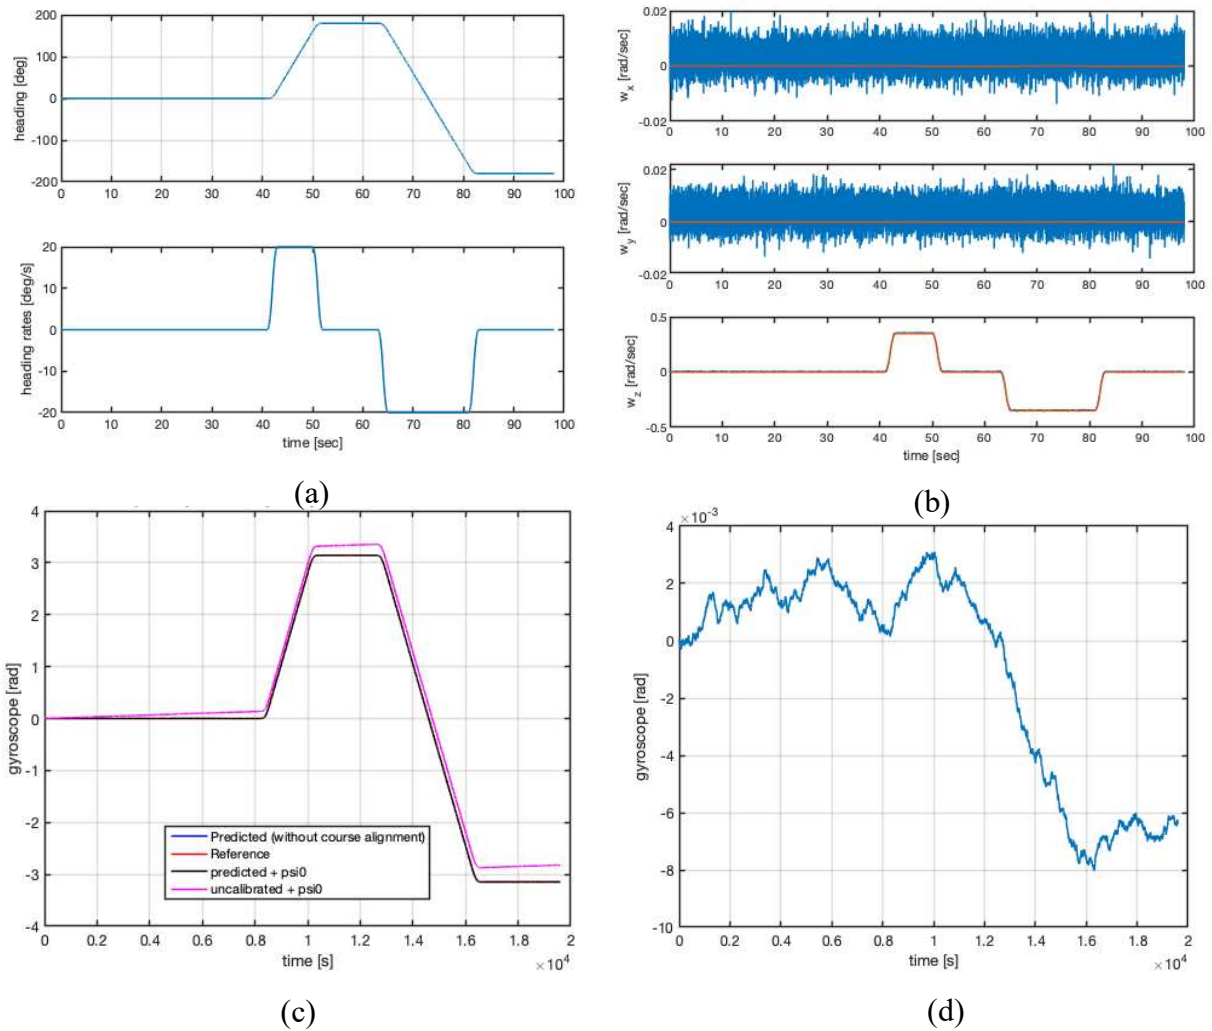 200
100
0
-100
-200
heading [deg]
0 10 20 30 40 50 60 70 80 90 100
20
10
0
-10
-20
heading rates [deg/s]
0 10 20 30 40 50 60 70 80 90 100
time [sec]
(a)
0.02
0
-0.02
w_x [rad/sec]
0 10 20 30 40 50 60 70 80 90 100
0.02
0
-0.02
w_y [rad/sec]
0 10 20 30 40 50 60 70 80 90 100
0.5
0
-0.5
w_z [rad/sec]
0 10 20 30 40 50 60 70 80 90 100
time [sec]
(b)
4
3
2
1
0
-1
-2
-3
-4
gyroscope [rad]
Predicted (without course alignment)
Reference
predicted + psi0
uncalibrated + psi0
0 0.2 0.4 0.6 0.8 1 1.2 1.4 1.6 1.8 2
time [s]
×10^4
(c)
×10^-3
4
2
0
-2
-4
-6
-8
-10
gyroscope [rad]
0 0.2 0.4 0.6 0.8 1 1.2 1.4 1.6 1.8 2
time [s]
×10^4
(d)